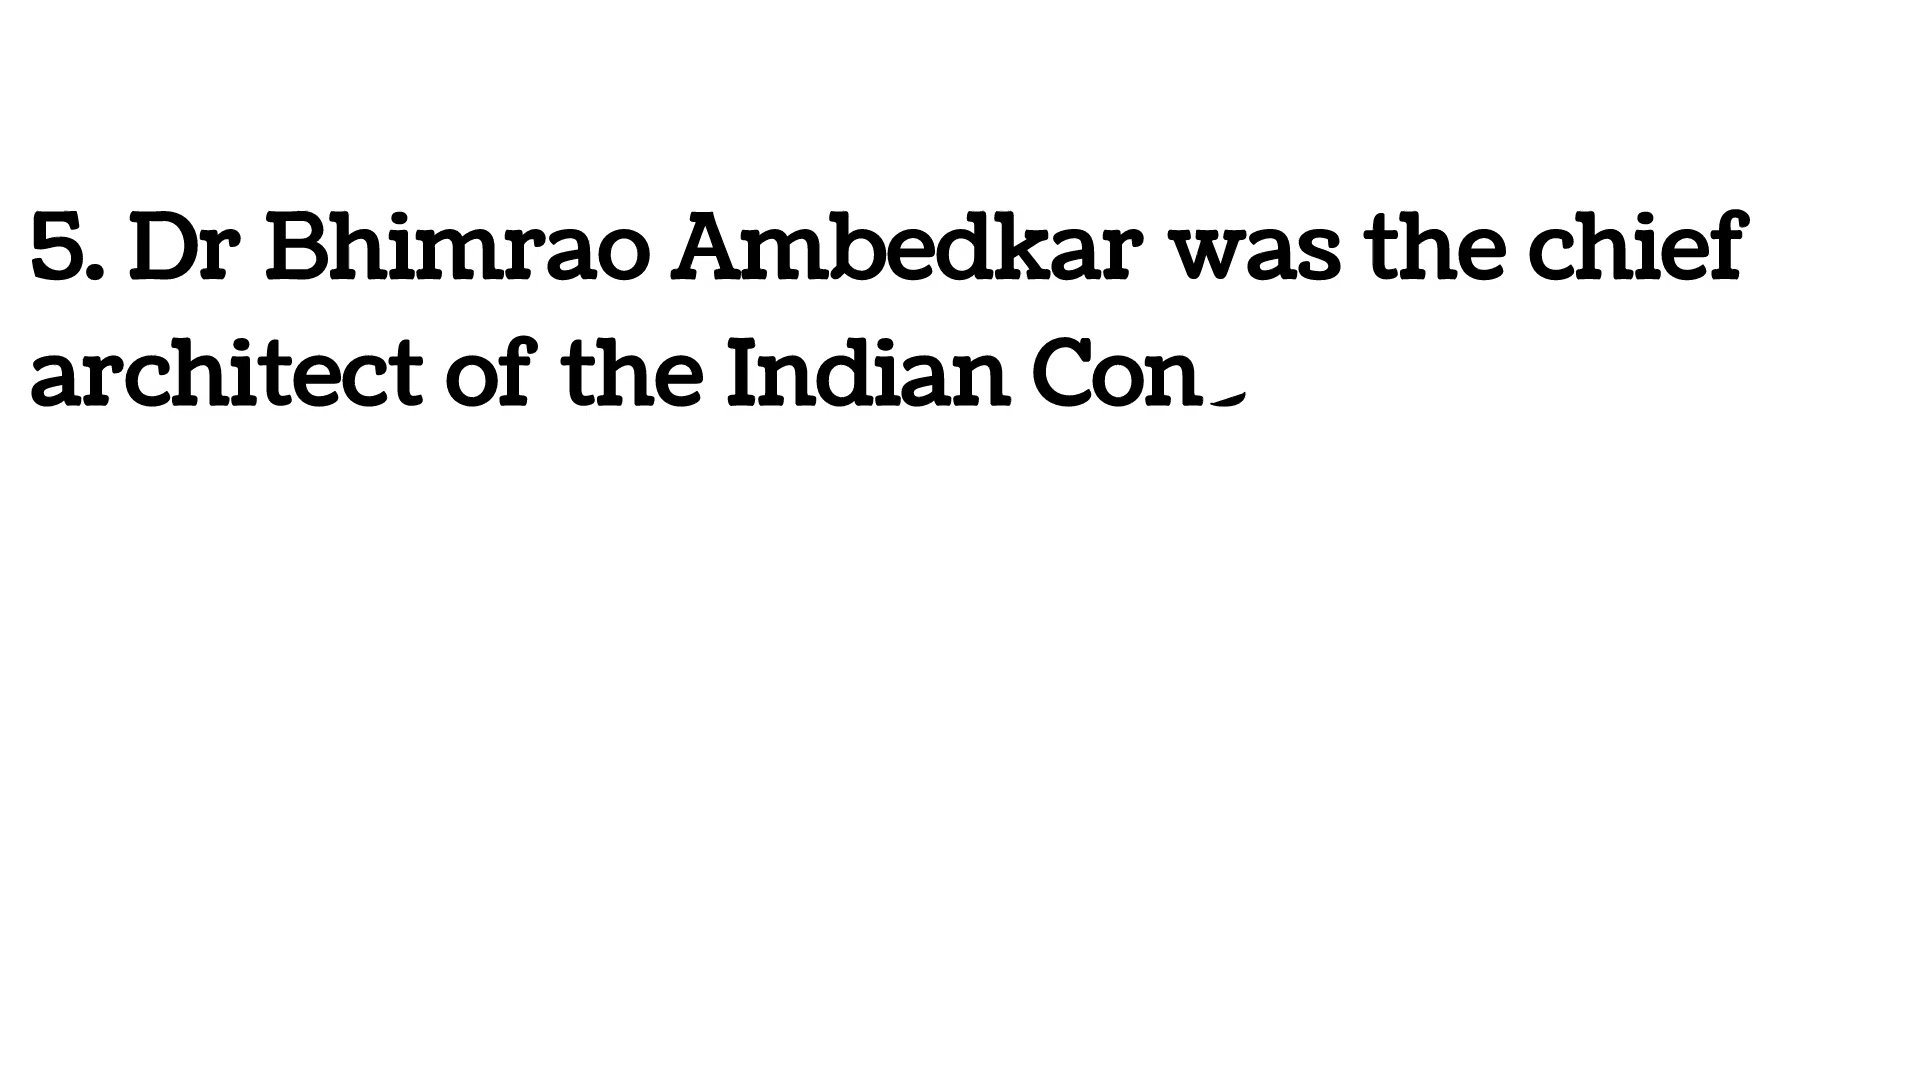 5. Dr Bhimrao Ambedkar was the chief
architect of the Indian Con